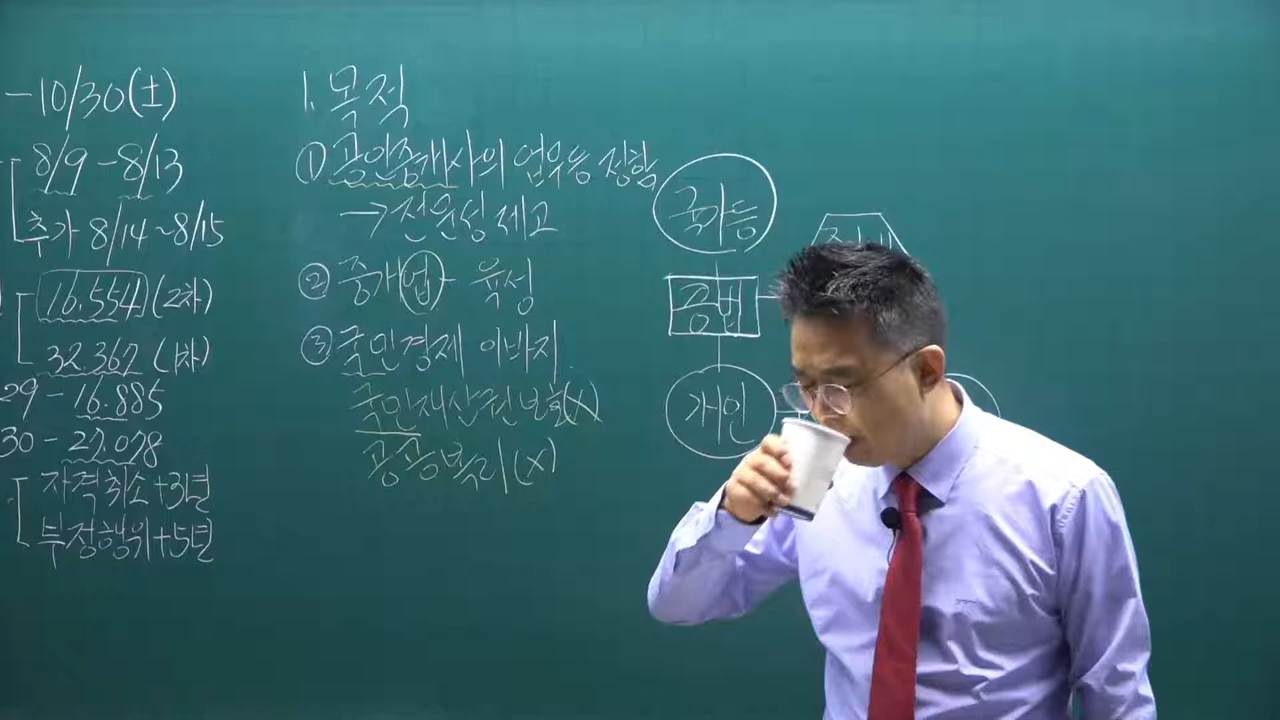 -10/30(土)
8/9 -8/13
추가 8/14~8/15
16.554 (2차)
32.362 (1차)
29 - 16.885
30 - 27.078
자격취소+3년
부정행위+5년
1. 목적
① 공인중개사의 업무등 정함
→ 전문성 제고
② 중개업 육성
③ 국민경제 이바지
국민재산권보호(X)
공공복리(X)
국가등
공법
개인